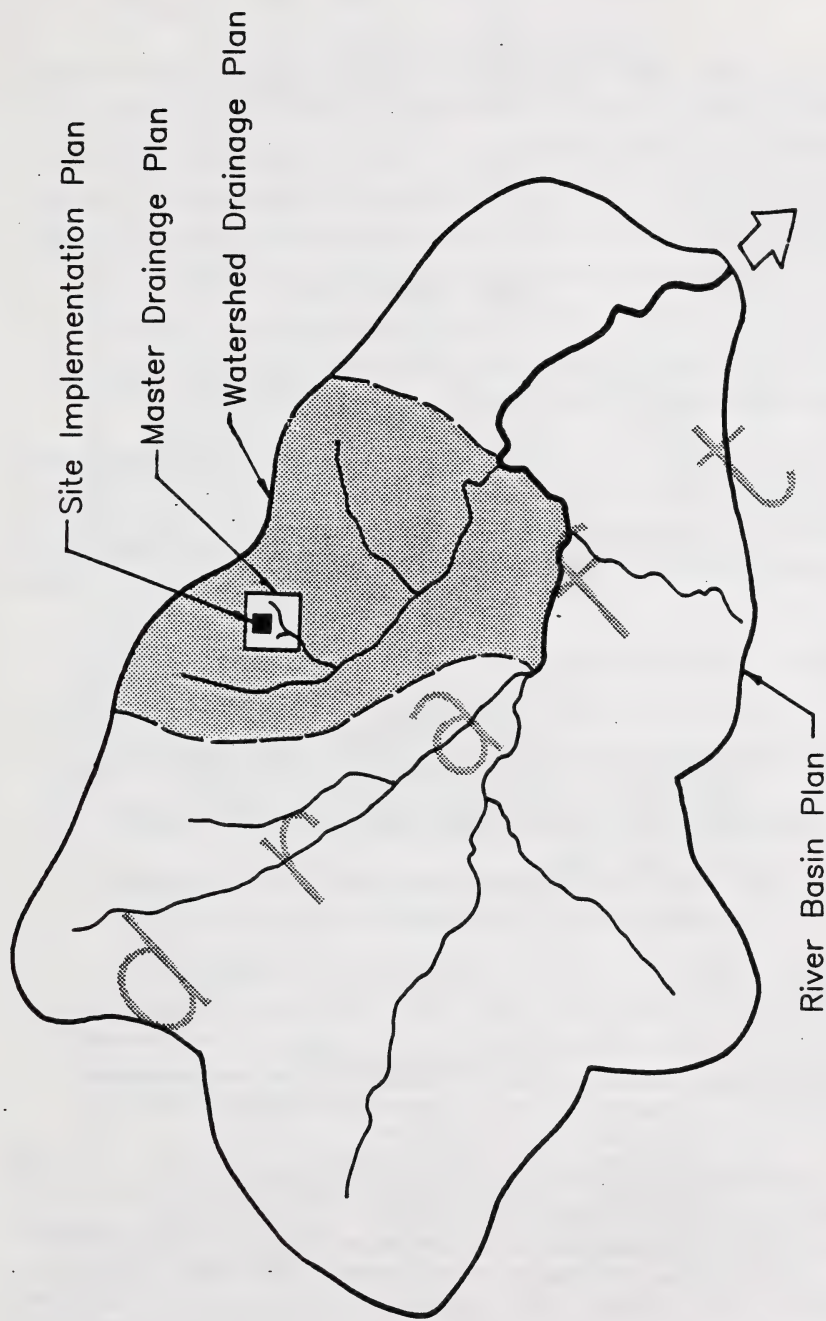 Site Implementation Plan
Master Drainage Plan
Watershed Drainage Plan
River Basin Plan
draft